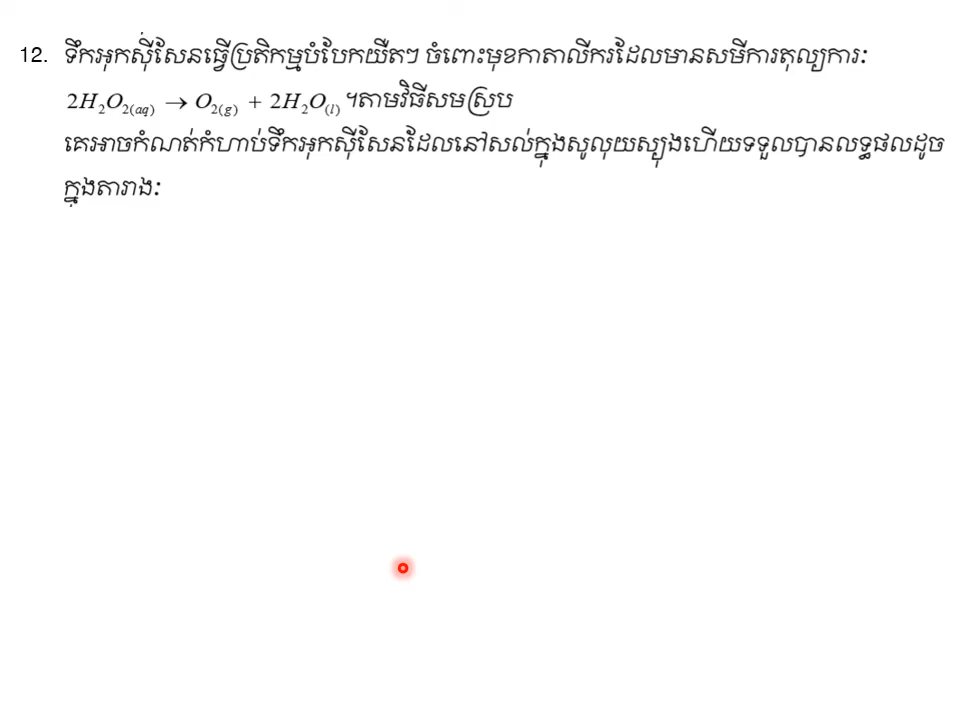 12. ទឹកអុកស៊ីសែនធ្វើប្រតិកម្មបំបែកយឺតៗ ចំពោះមុខកាតាលីករដែលមានសមីការតុល្យការៈ
2H₂O₂₍aq₎ → O₂₍g₎ + 2H₂O₍l₎ ។តាមវិធីសមស្រប
គេអាចកំណត់កំហាប់ទឹកអុកស៊ីសែនដែលនៅសល់ក្នុងសូលុយស្យុងហើយទទួលបានលទ្ធផលដូច
ក្នុងតារាងៈ